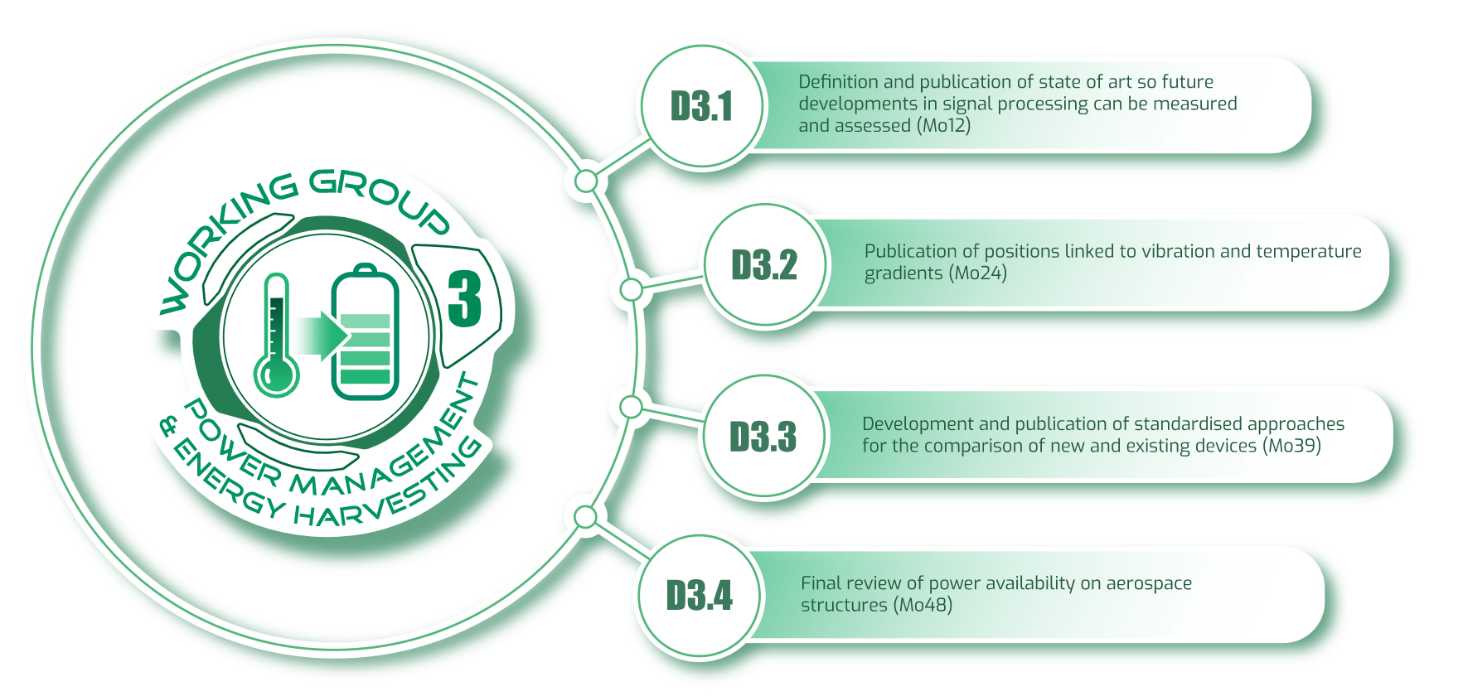 WORKING GROUP
3
POWER MANAGEMENT
& ENERGY HARVESTING
D3.1
Definition and publication of state of art so future
developments in signal processing can be measured
and assessed (Mo12)
D3.2
Publication of positions linked to vibration and temperature
gradients (Mo24)
D3.3
Development and publication of standardised approaches
for the comparison of new and existing devices (Mo39)
D3.4
Final review of power availability on aerospace
structures (Mo48)